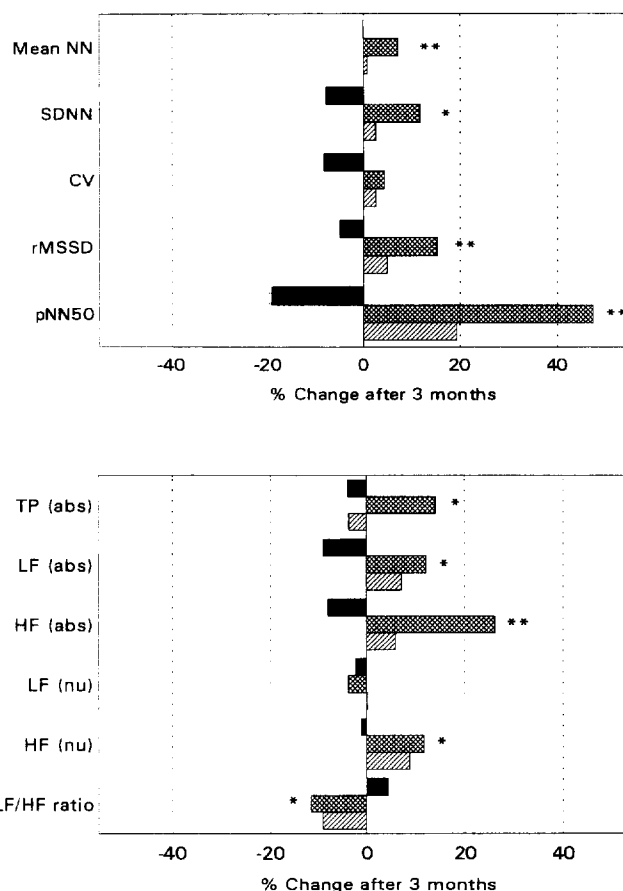 Mean NN
**
SDNN
*
CV
rMSSD
**
pNN50
**
-40 -20 0 20 40
% Change after 3 months
TP (abs)
*
LF (abs)
*
HF (abs)
**
LF (nu)
HF (nu)
*
LF/HF ratio
*
-40 -20 0 20 40
% Change after 3 months